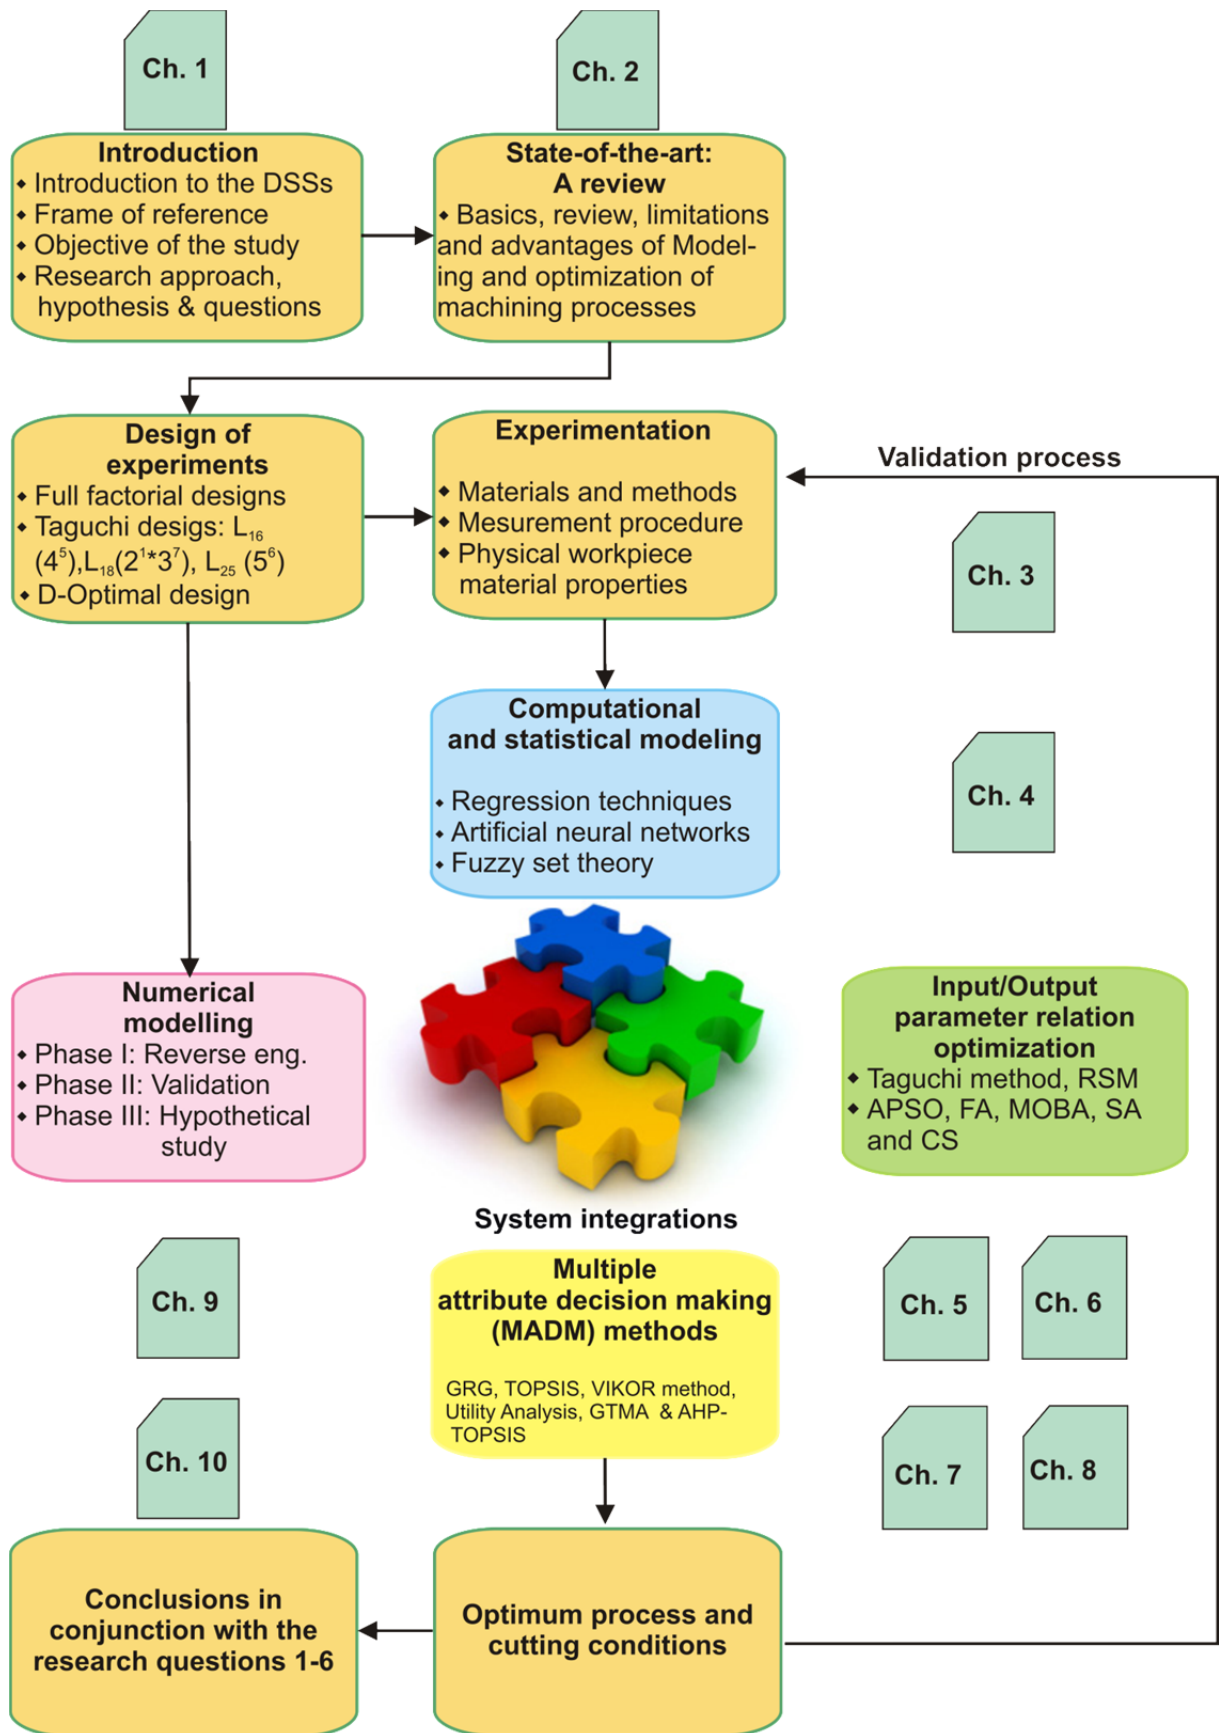 Ch. 1
Introduction
Introduction to the DSSs
Frame of reference
Objective of the study
Research approach,
hypothesis & questions
Ch. 2
State-of-the-art:
A review
Basics, review, limitations
and advantages of Model-
ing and optimization of
machining processes
Design of
experiments
Full factorial designs
Taguchi desigs: L₁₆
(4⁵),L₁₈(2¹*3⁷), L₂₅ (5⁶)
D-Optimal design
Experimentation
Materials and methods
Mesurement procedure
Physical workpiece
material properties
Validation process
Ch. 3
Ch. 4
Computational
and statistical modeling
Regression techniques
Artificial neural networks
Fuzzy set theory
Numerical
modelling
Phase I: Reverse eng.
Phase II: Validation
Phase III: Hypothetical
study
Input/Output
parameter relation
optimization
Taguchi method, RSM
APSO, FA, MOBA, SA
and CS
System integrations
Multiple
attribute decision making
(MADM) methods
GRG, TOPSIS, VIKOR method,
Utility Analysis, GTMA & AHP-
TOPSIS
Ch. 9
Ch. 10
Ch. 5
Ch. 6
Ch. 7
Ch. 8
Conclusions in
conjunction with the
research questions 1-6
Optimum process and
cutting conditions